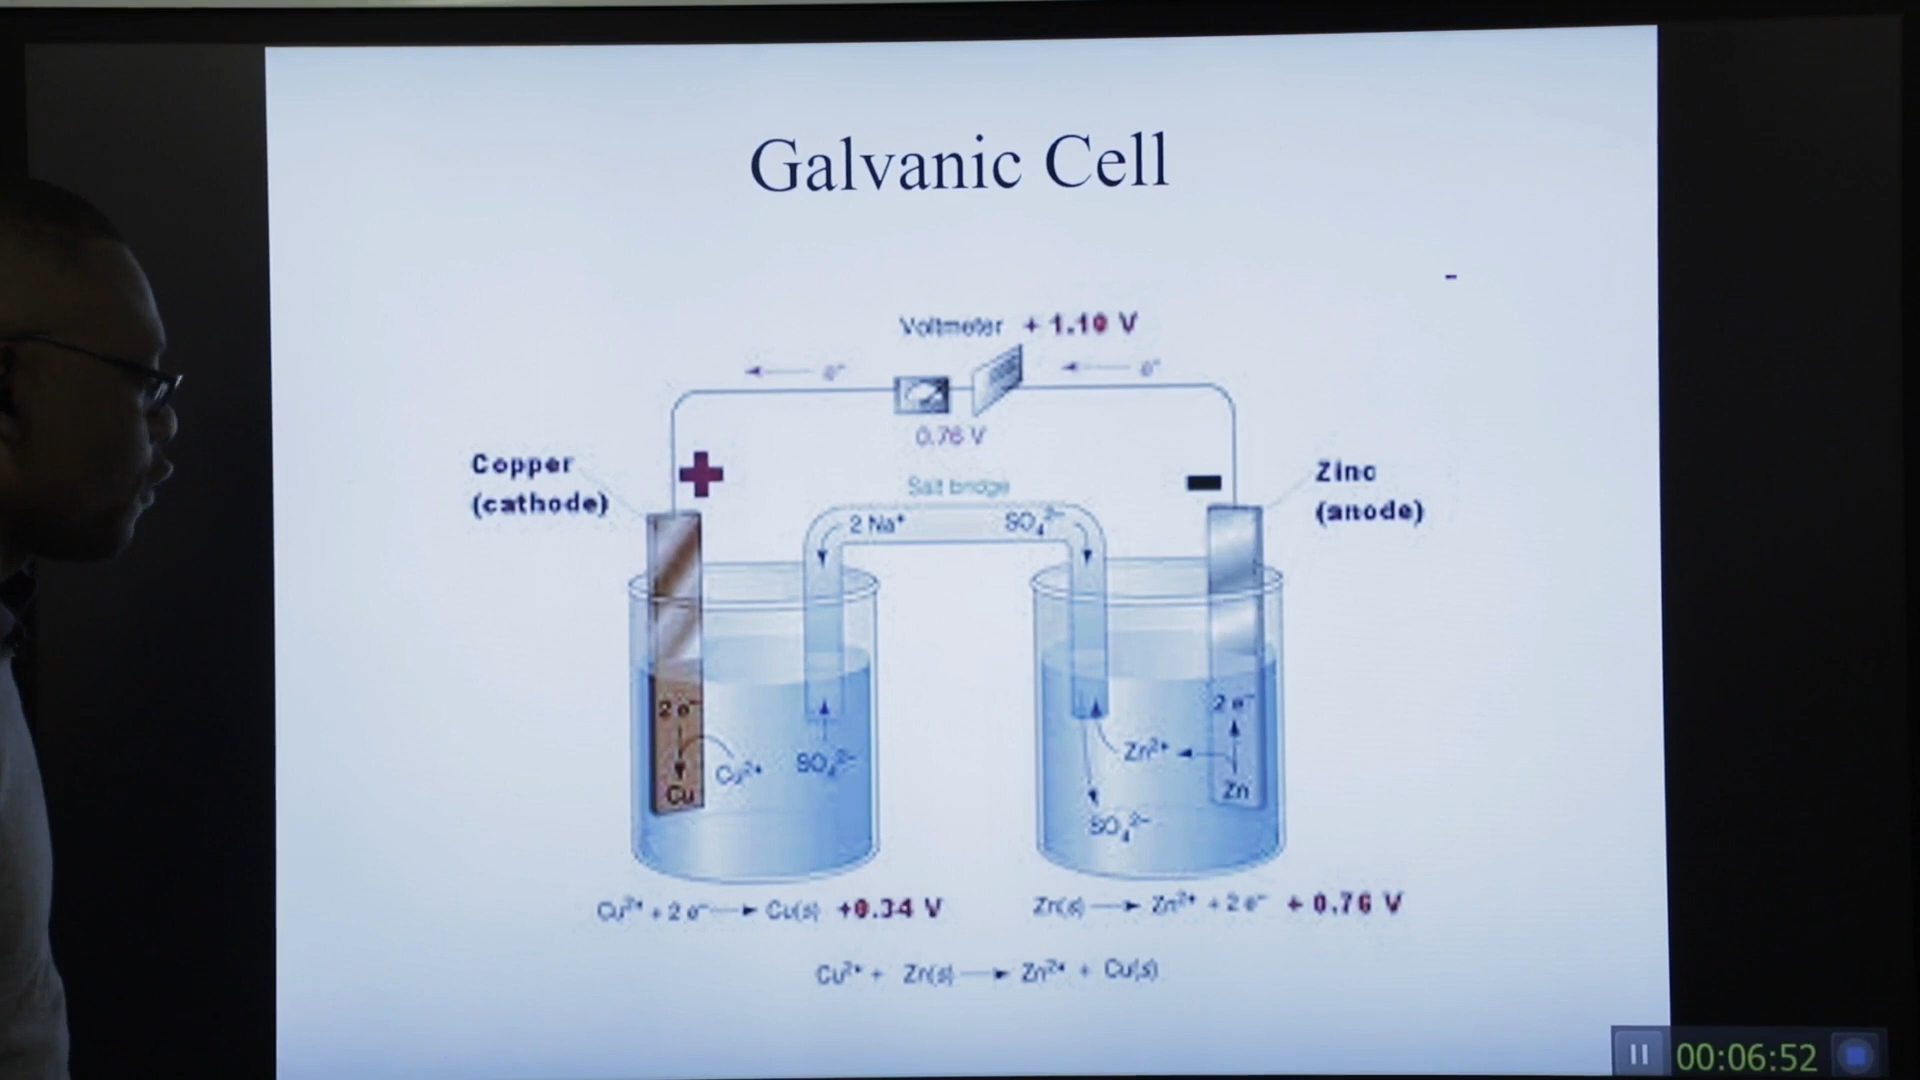 Galvanic Cell
Voltmeter + 1.10 V
e⁻ e⁻
0.76 V
Copper
(cathode)
Zinc
(anode)
Salt bridge
2 Na⁺ SO₄²⁻
2 e⁻
Cu²⁺
Cu
SO₄²⁻
2 e⁻
Zn²⁺
Zn
SO₄²⁻
Cu²⁺ + 2 e⁻ → Cu(s) +0.34 V
Zn(s) → Zn²⁺ + 2 e⁻ + 0.76 V
Cu²⁺ + Zn(s) → Zn²⁺ + Cu(s)
00:06:52